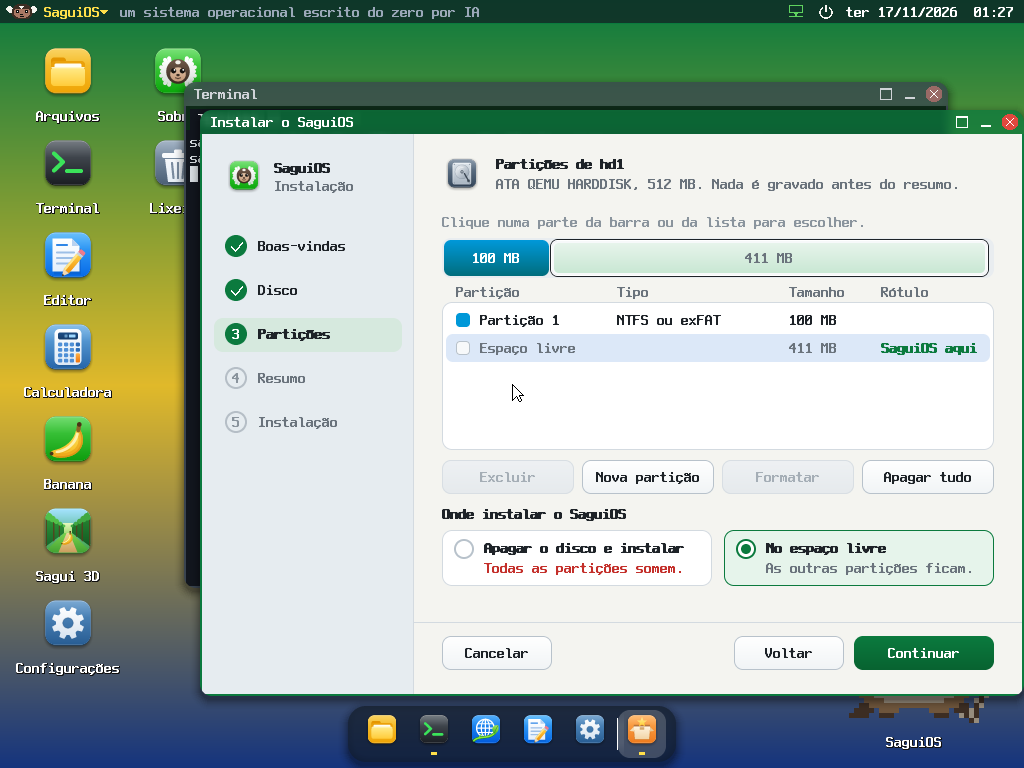 SaguiOS um sistema operacional escrito do zero por IA ter 17/11/2026 01:27
Arquivos
Terminal
Editor
Calculadora
Banana
Sagui 3D
Configurações
Terminal
Instalar o SaguiOS
SaguiOS
Instalação
Boas-vindas
Disco
3 Partições
4 Resumo
5 Instalação
Partições de hd1
ATA QEMU HARDDISK, 512 MB. Nada é gravado antes do resumo.
Clique numa parte da barra ou da lista para escolher.
100 MB 411 MB
Partição Tipo Tamanho Rótulo
Partição 1 NTFS ou exFAT 100 MB
Espaço livre 411 MB SaguiOS aqui
Excluir Nova partição Formatar Apagar tudo
Onde instalar o SaguiOS
Apagar o disco e instalar
Todas as partições somem.
No espaço livre
As outras partições ficam.
Cancelar Voltar Continuar
SaguiOS